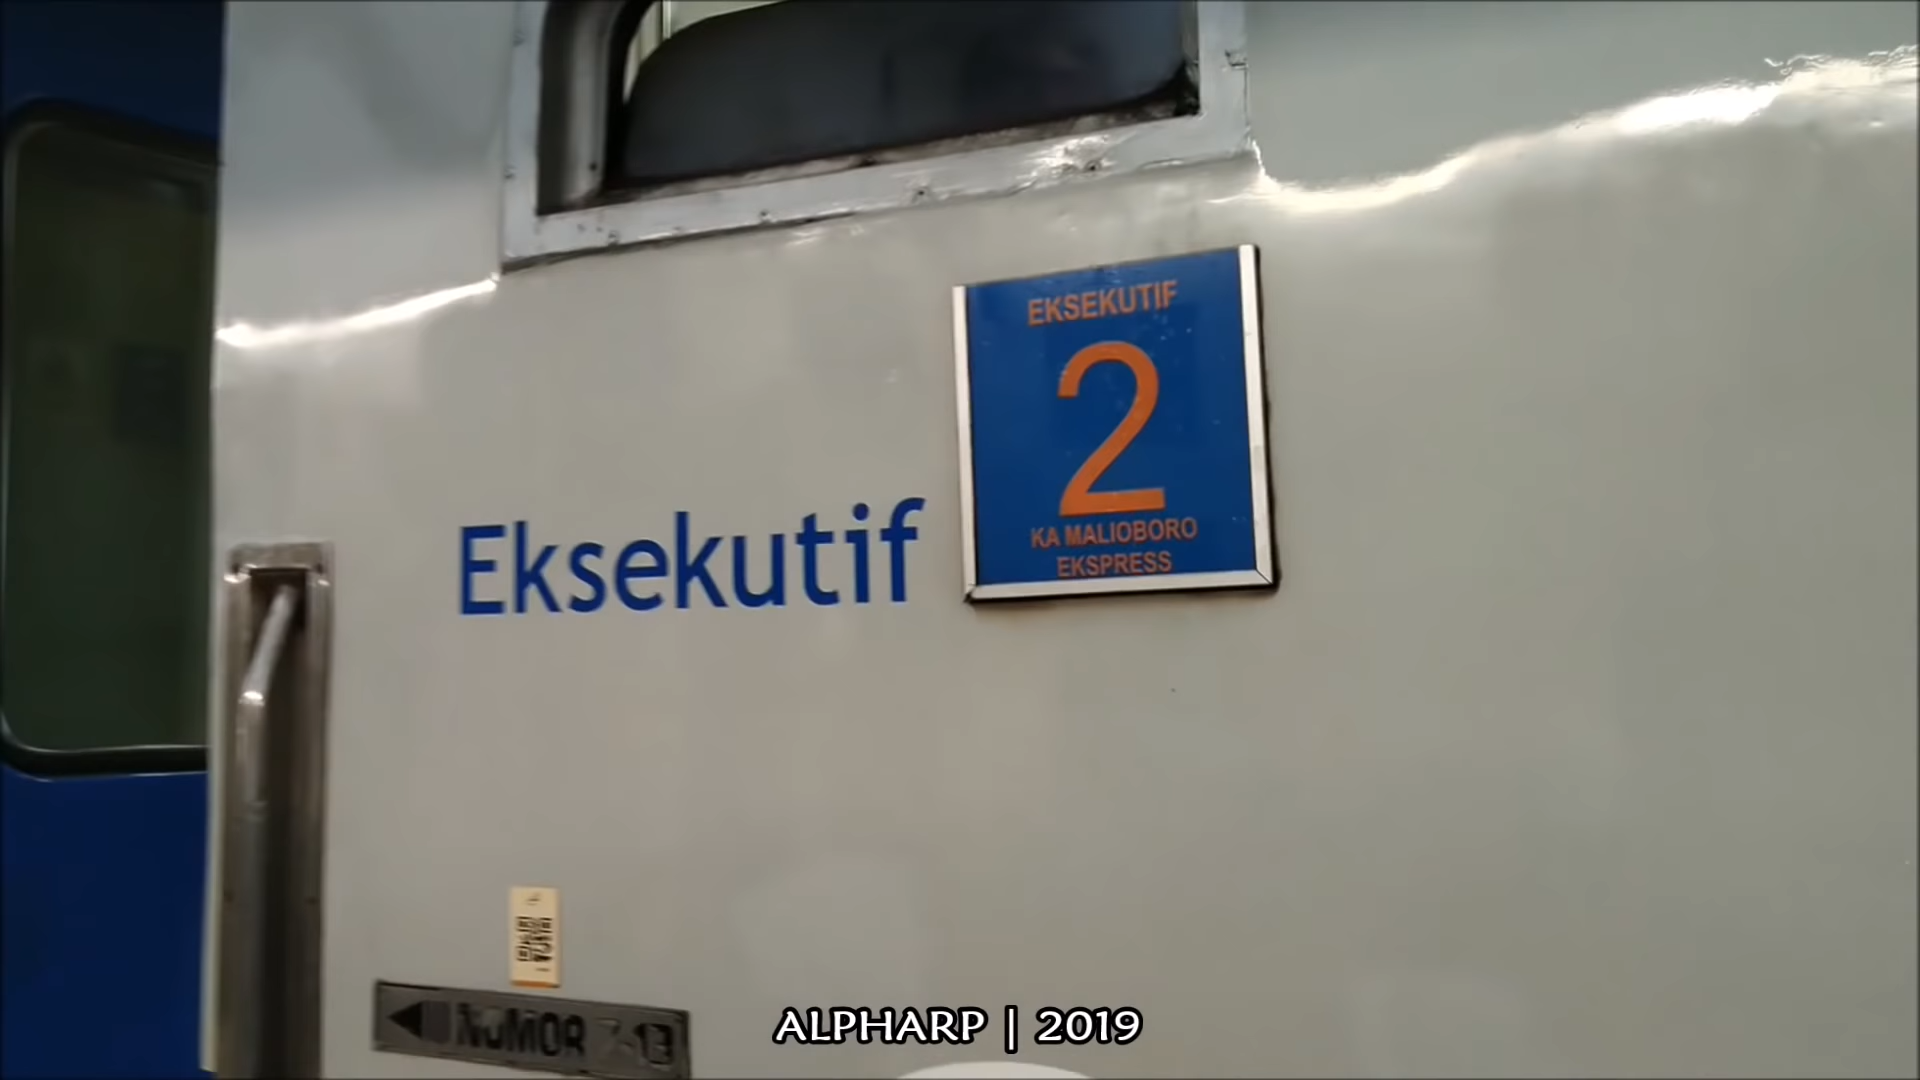 EKSEKUTIF
2
KA MALIOBORO
EKSPRESS
Eksekutif
NOMOR
ALPHARP | 2019